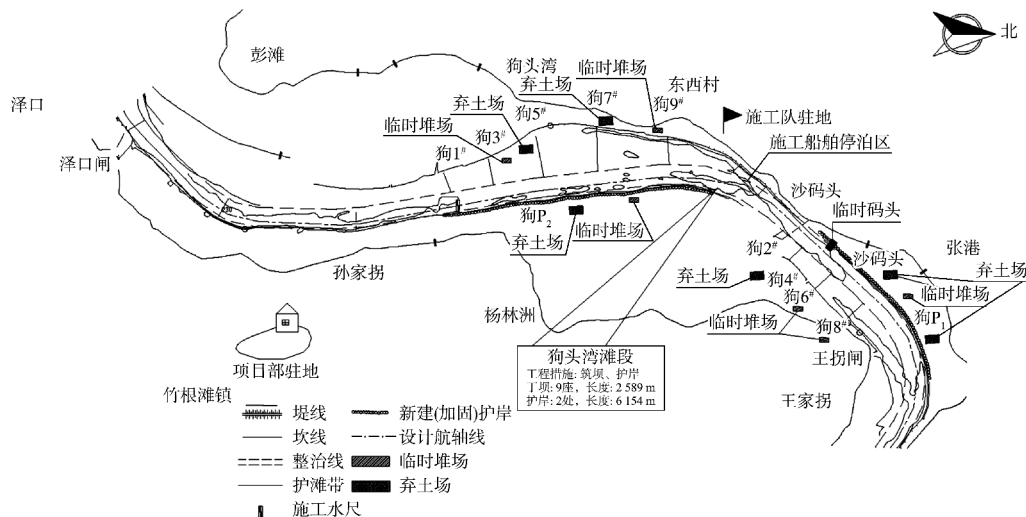 北
彭滩
狗头湾
临时堆场
东西村
泽口
弃土场
狗7#
狗9#
弃土场
狗5#
施工队驻地
临时堆场
狗3#
泽口闸
狗1#
施工船舶停泊区
沙码头
临时码头
狗P2
沙码头
张港
弃土场
临时堆场
狗2#
弃土场
孙家拐
弃土场
狗4#
临时堆场
狗6#
狗P1
杨林洲
临时堆场
狗8#
狗头湾滩段
工程措施: 筑坝、护岸
丁坝: 9座, 长度: 2 589 m
护岸: 2处, 长度: 6 154 m
王拐闸
项目部驻地
竹根滩镇
王家拐
堤线
新建(加固)护岸
坎线
设计航轴线
整治线
临时堆场
护滩带
弃土场
施工水尺